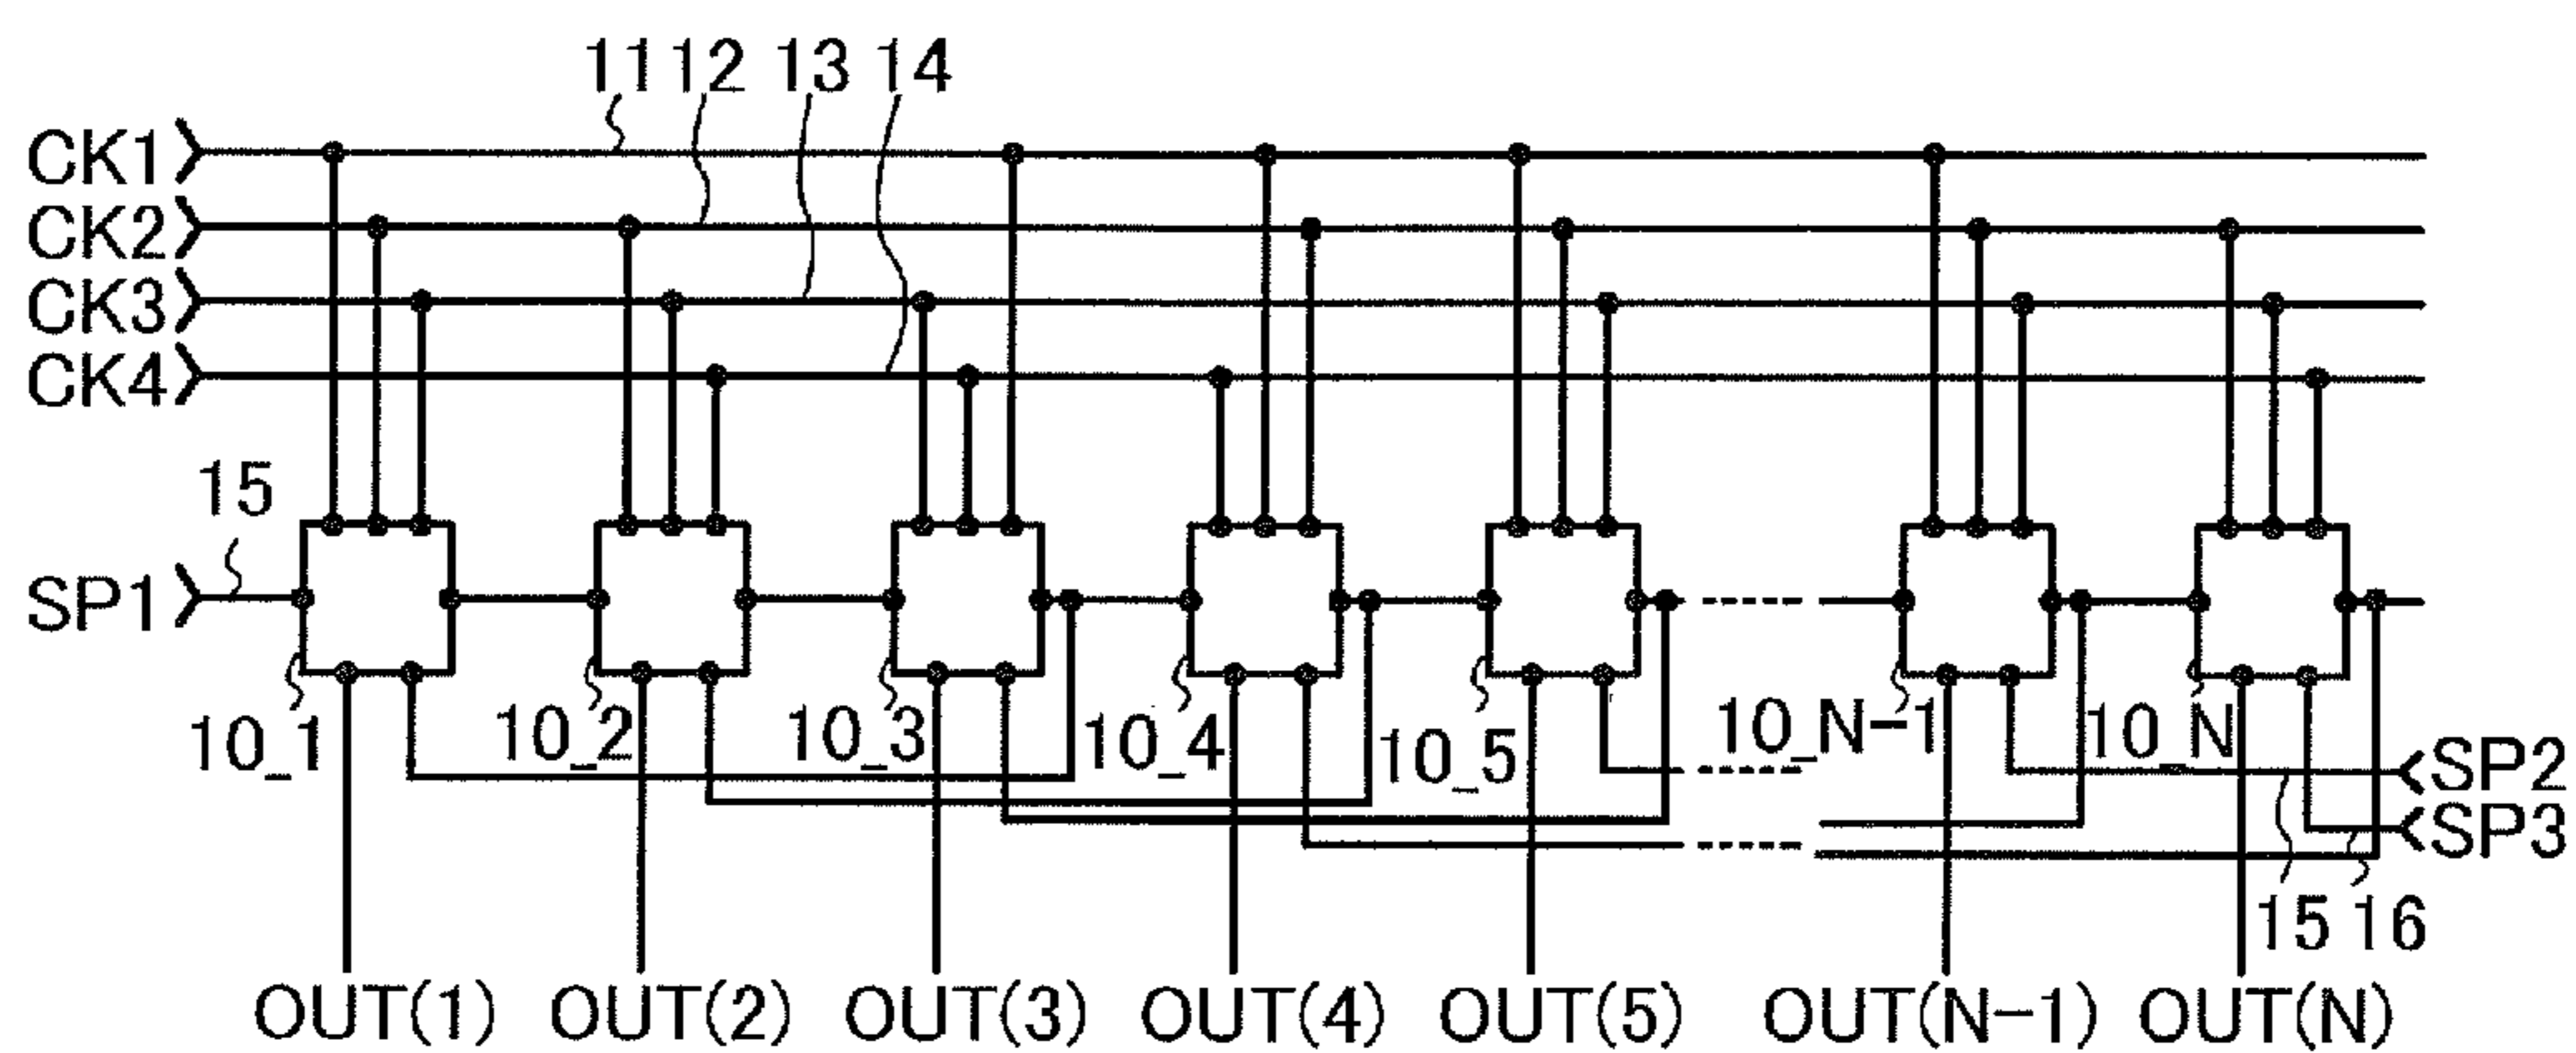 11 12 13 14
CK1
CK2
CK3
CK4
15
SP1
10_1 10_2 10_3 10_4 10_5 10_N-1 10_N
SP2
SP3
15 16
OUT(1) OUT(2) OUT(3) OUT(4) OUT(5) OUT(N-1) OUT(N)